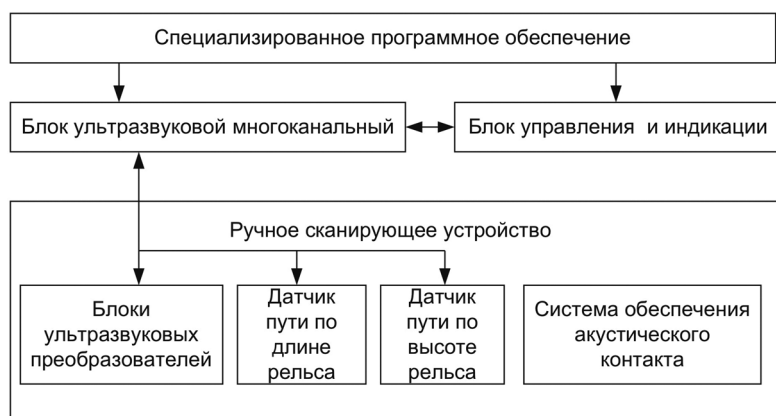 Специализированное программное обеспечение
Блок ультразвуковой многоканальный
Блок управления и индикации
Ручное сканирующее устройство
Блоки
ультразвуковых
преобразователей
Датчик
пути по
длине
рельса
Датчик
пути по
высоте
рельса
Система обеспечения
акустического
контакта